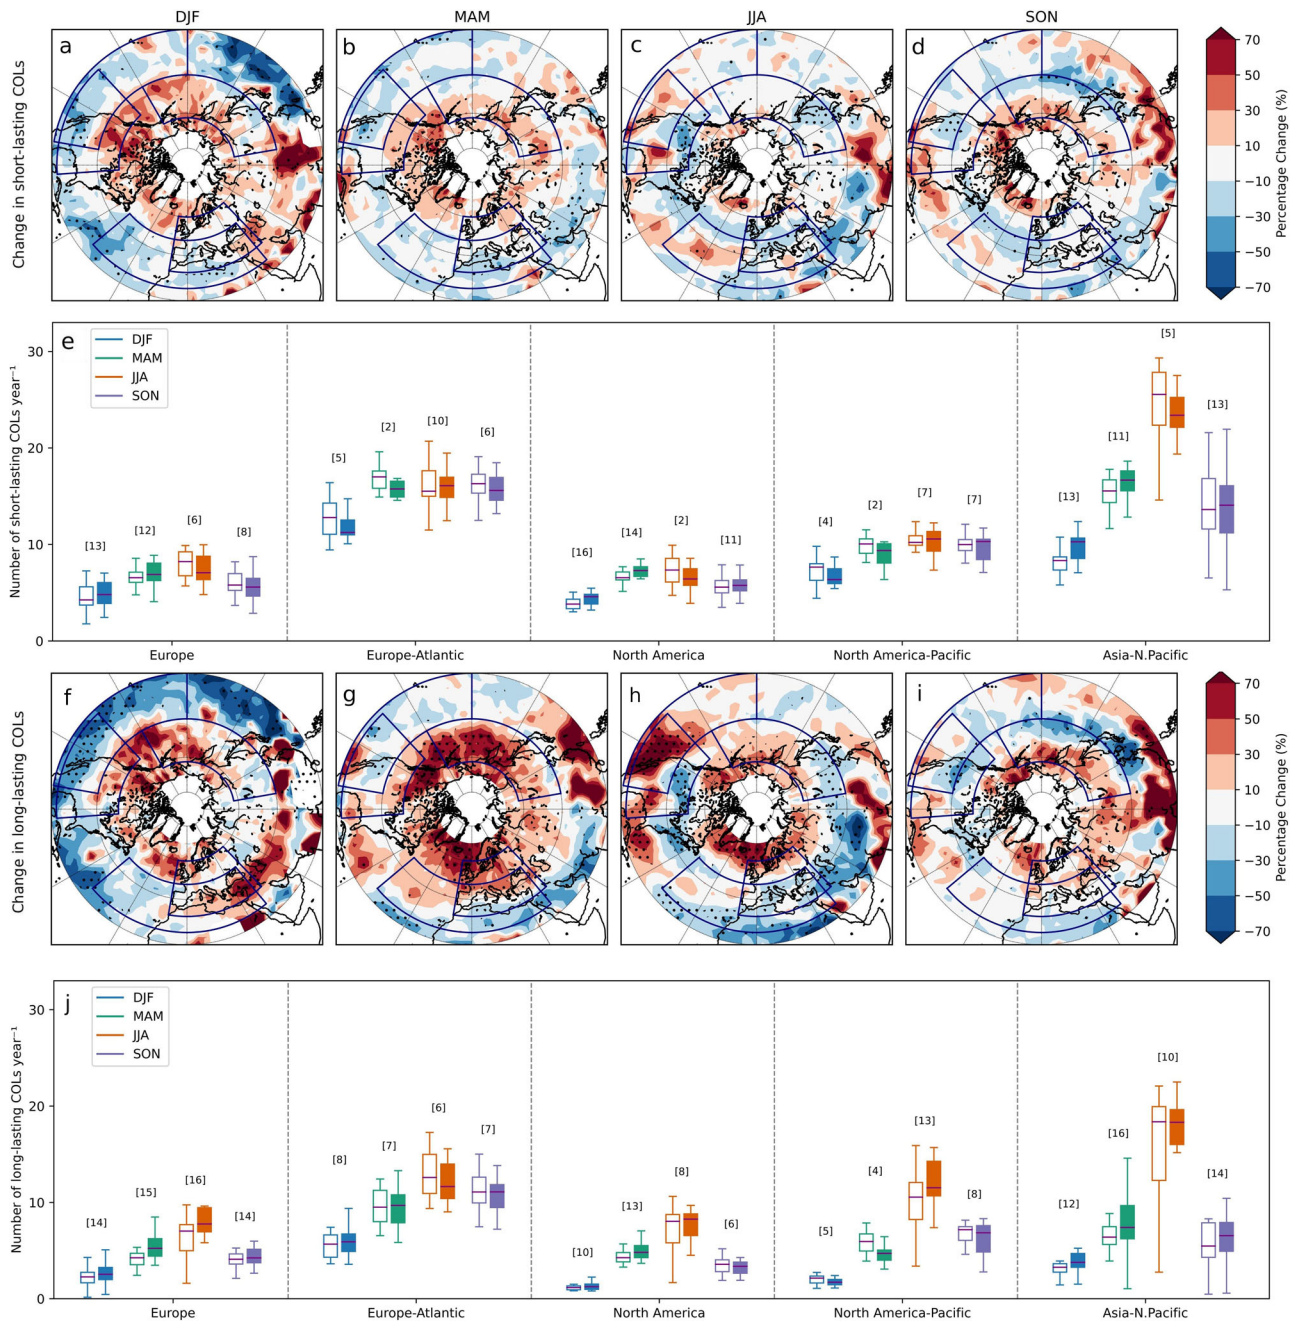 DJF
MAM
JJA
SON
Change in short-lasting COLs
a
b
c
d
70
50
30
10
−10
−30
−50
−70
Percentage Change (%)
e
DJF
MAM
JJA
SON
Number of short-lasting COLs year⁻¹
30
20
10
0
[13]
[12]
[6]
[8]
[5]
[2]
[10]
[6]
[16]
[14]
[2]
[11]
[4]
[2]
[7]
[7]
[13]
[11]
[5]
[13]
Europe
Europe-Atlantic
North America
North America-Pacific
Asia-N.Pacific
Change in long-lasting COLs
f
g
h
i
70
50
30
10
−10
−30
−50
−70
Percentage Change (%)
j
DJF
MAM
JJA
SON
Number of long-lasting COLs year⁻¹
30
20
10
0
[14]
[15]
[16]
[14]
[8]
[7]
[6]
[7]
[10]
[13]
[8]
[6]
[5]
[4]
[13]
[8]
[12]
[16]
[10]
[14]
Europe
Europe-Atlantic
North America
North America-Pacific
Asia-N.Pacific